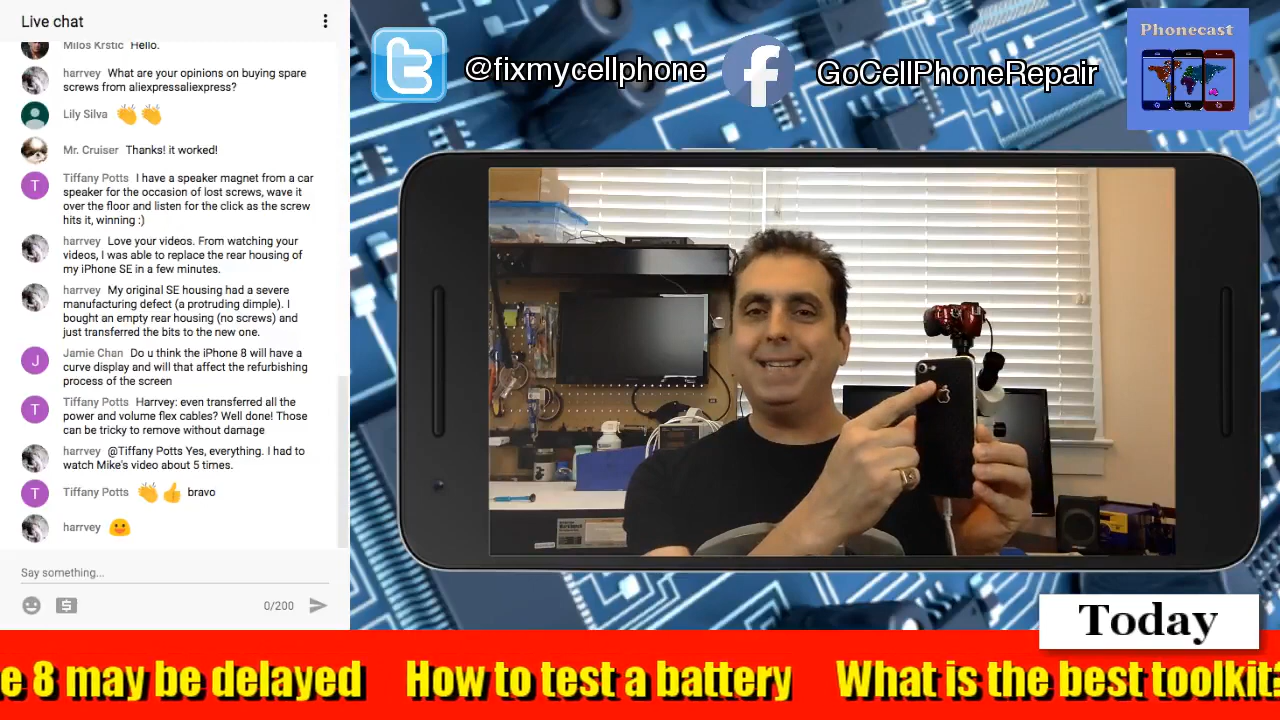 Live chat
Milos Krstic Hello.
harrvey What are your opinions on buying spare
screws from aliexpressaliexpress?
Lily Silva
Mr. Cruiser Thanks! it worked!
T
Tiffany Potts I have a speaker magnet from a car
speaker for the occasion of lost screws, wave it
over the floor and listen for the click as the screw
hits it, winning :)
harrvey Love your videos. From watching your
videos, I was able to replace the rear housing of
my iPhone SE in a few minutes.
harrvey My original SE housing had a severe
manufacturing defect (a protruding dimple). I
bought an empty rear housing (no screws) and
just transferred the bits to the new one.
J
Jamie Chan Do u think the iPhone 8 will have a
curve display and will that affect the refurbishing
process of the screen
T
Tiffany Potts Harrvey: even transferred all the
power and volume flex cables? Well done! Those
can be tricky to remove without damage
harrvey @Tiffany Potts Yes, everything. I had to
watch Mike's video about 5 times.
T
Tiffany Potts bravo
harrvey
Say something...
0/200
@fixmycellphone
GoCellPhoneRepair
Phonecast
Today
e 8 may be delayed How to test a battery What is the best toolkit?